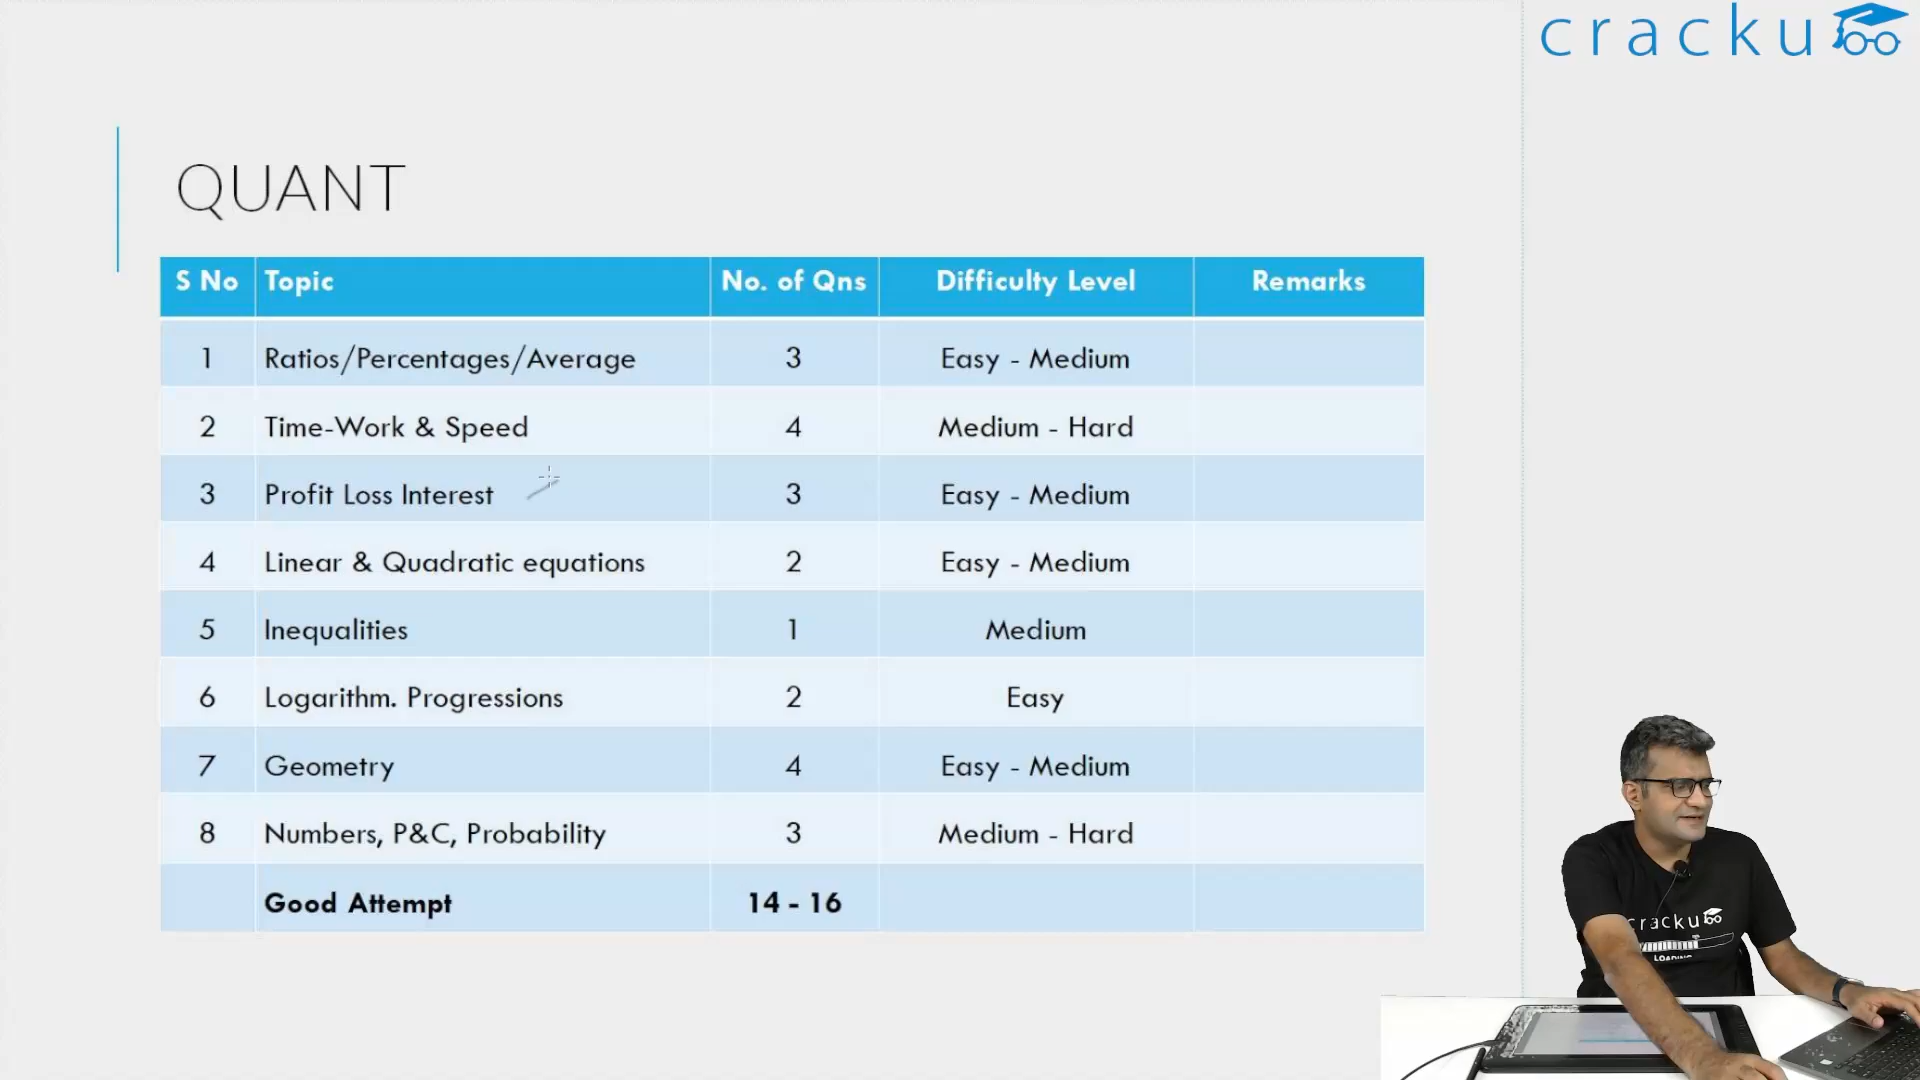 cracku
QUANT
S No Topic No. of Qns Difficulty Level Remarks
1 Ratios/Percentages/Average 3 Easy - Medium
2 Time-Work & Speed 4 Medium - Hard
3 Profit Loss Interest 3 Easy - Medium
4 Linear & Quadratic equations 2 Easy - Medium
5 Inequalities 1 Medium
6 Logarithm. Progressions 2 Easy
7 Geometry 4 Easy - Medium
8 Numbers, P&C, Probability 3 Medium - Hard
Good Attempt 14 - 16
cracku
LOADING